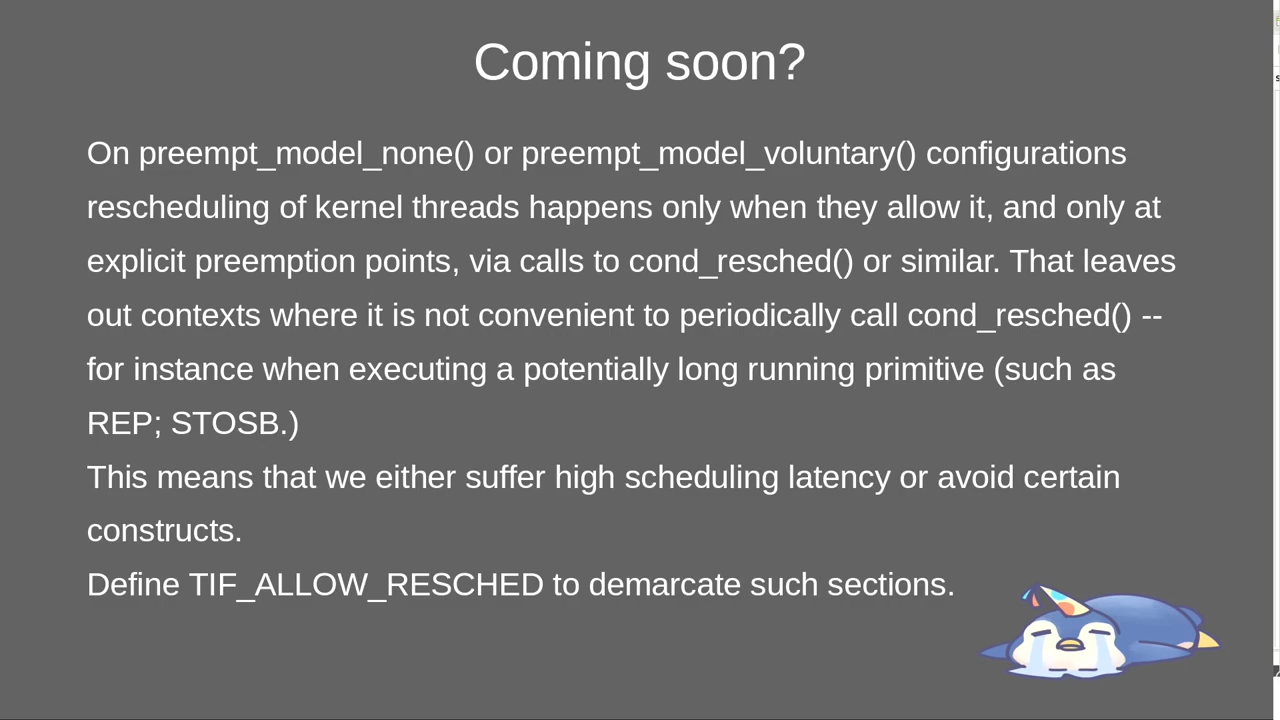 Coming soon?
On preempt_model_none() or preempt_model_voluntary() configurations
rescheduling of kernel threads happens only when they allow it, and only at
explicit preemption points, via calls to cond_resched() or similar. That leaves
out contexts where it is not convenient to periodically call cond_resched() --
for instance when executing a potentially long running primitive (such as
REP; STOSB.)
This means that we either suffer high scheduling latency or avoid certain
constructs.
Define TIF_ALLOW_RESCHED to demarcate such sections.